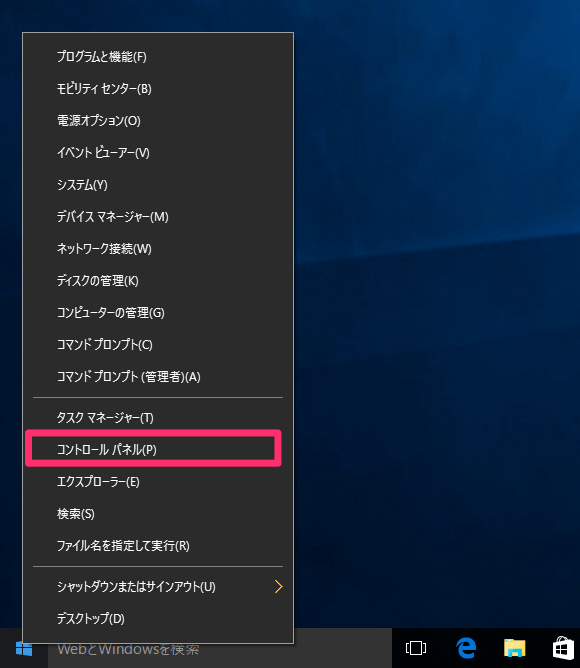 プログラムと機能(F)
モビリティ センター(B)
電源オプション(O)
イベント ビューアー(V)
システム(Y)
デバイス マネージャー(M)
ネットワーク接続(W)
ディスクの管理(K)
コンピューターの管理(G)
コマンド プロンプト(C)
コマンド プロンプト (管理者)(A)
タスク マネージャー(T)
コントロール パネル(P)
エクスプローラー(E)
検索(S)
ファイル名を指定して実行(R)
シャットダウンまたはサインアウト(U)
デスクトップ(D)
WebとWindowsを検索